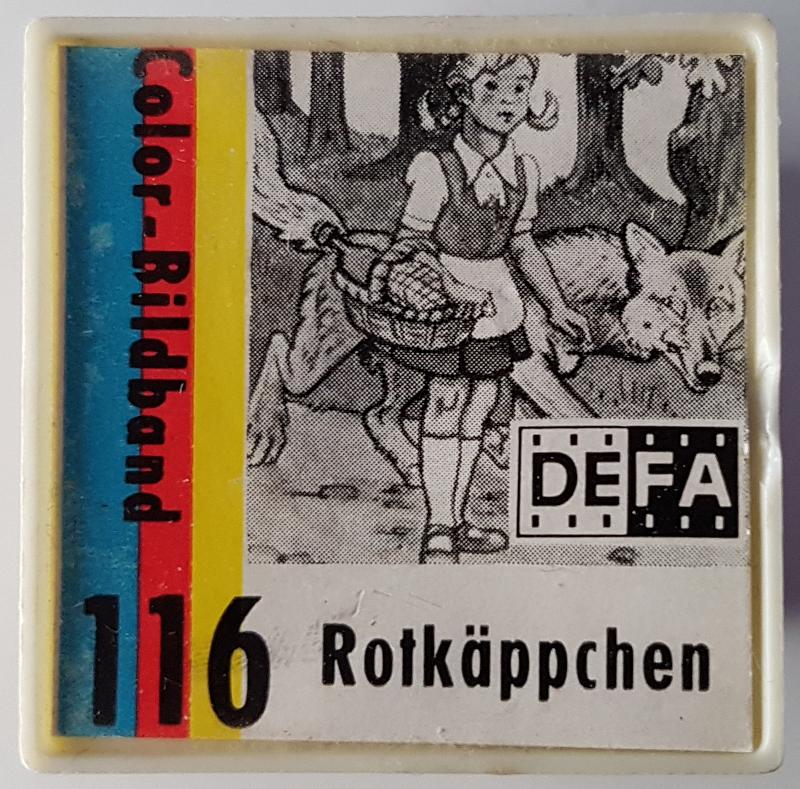 Color-Bildband
DEFA
116 Rotkäppchen